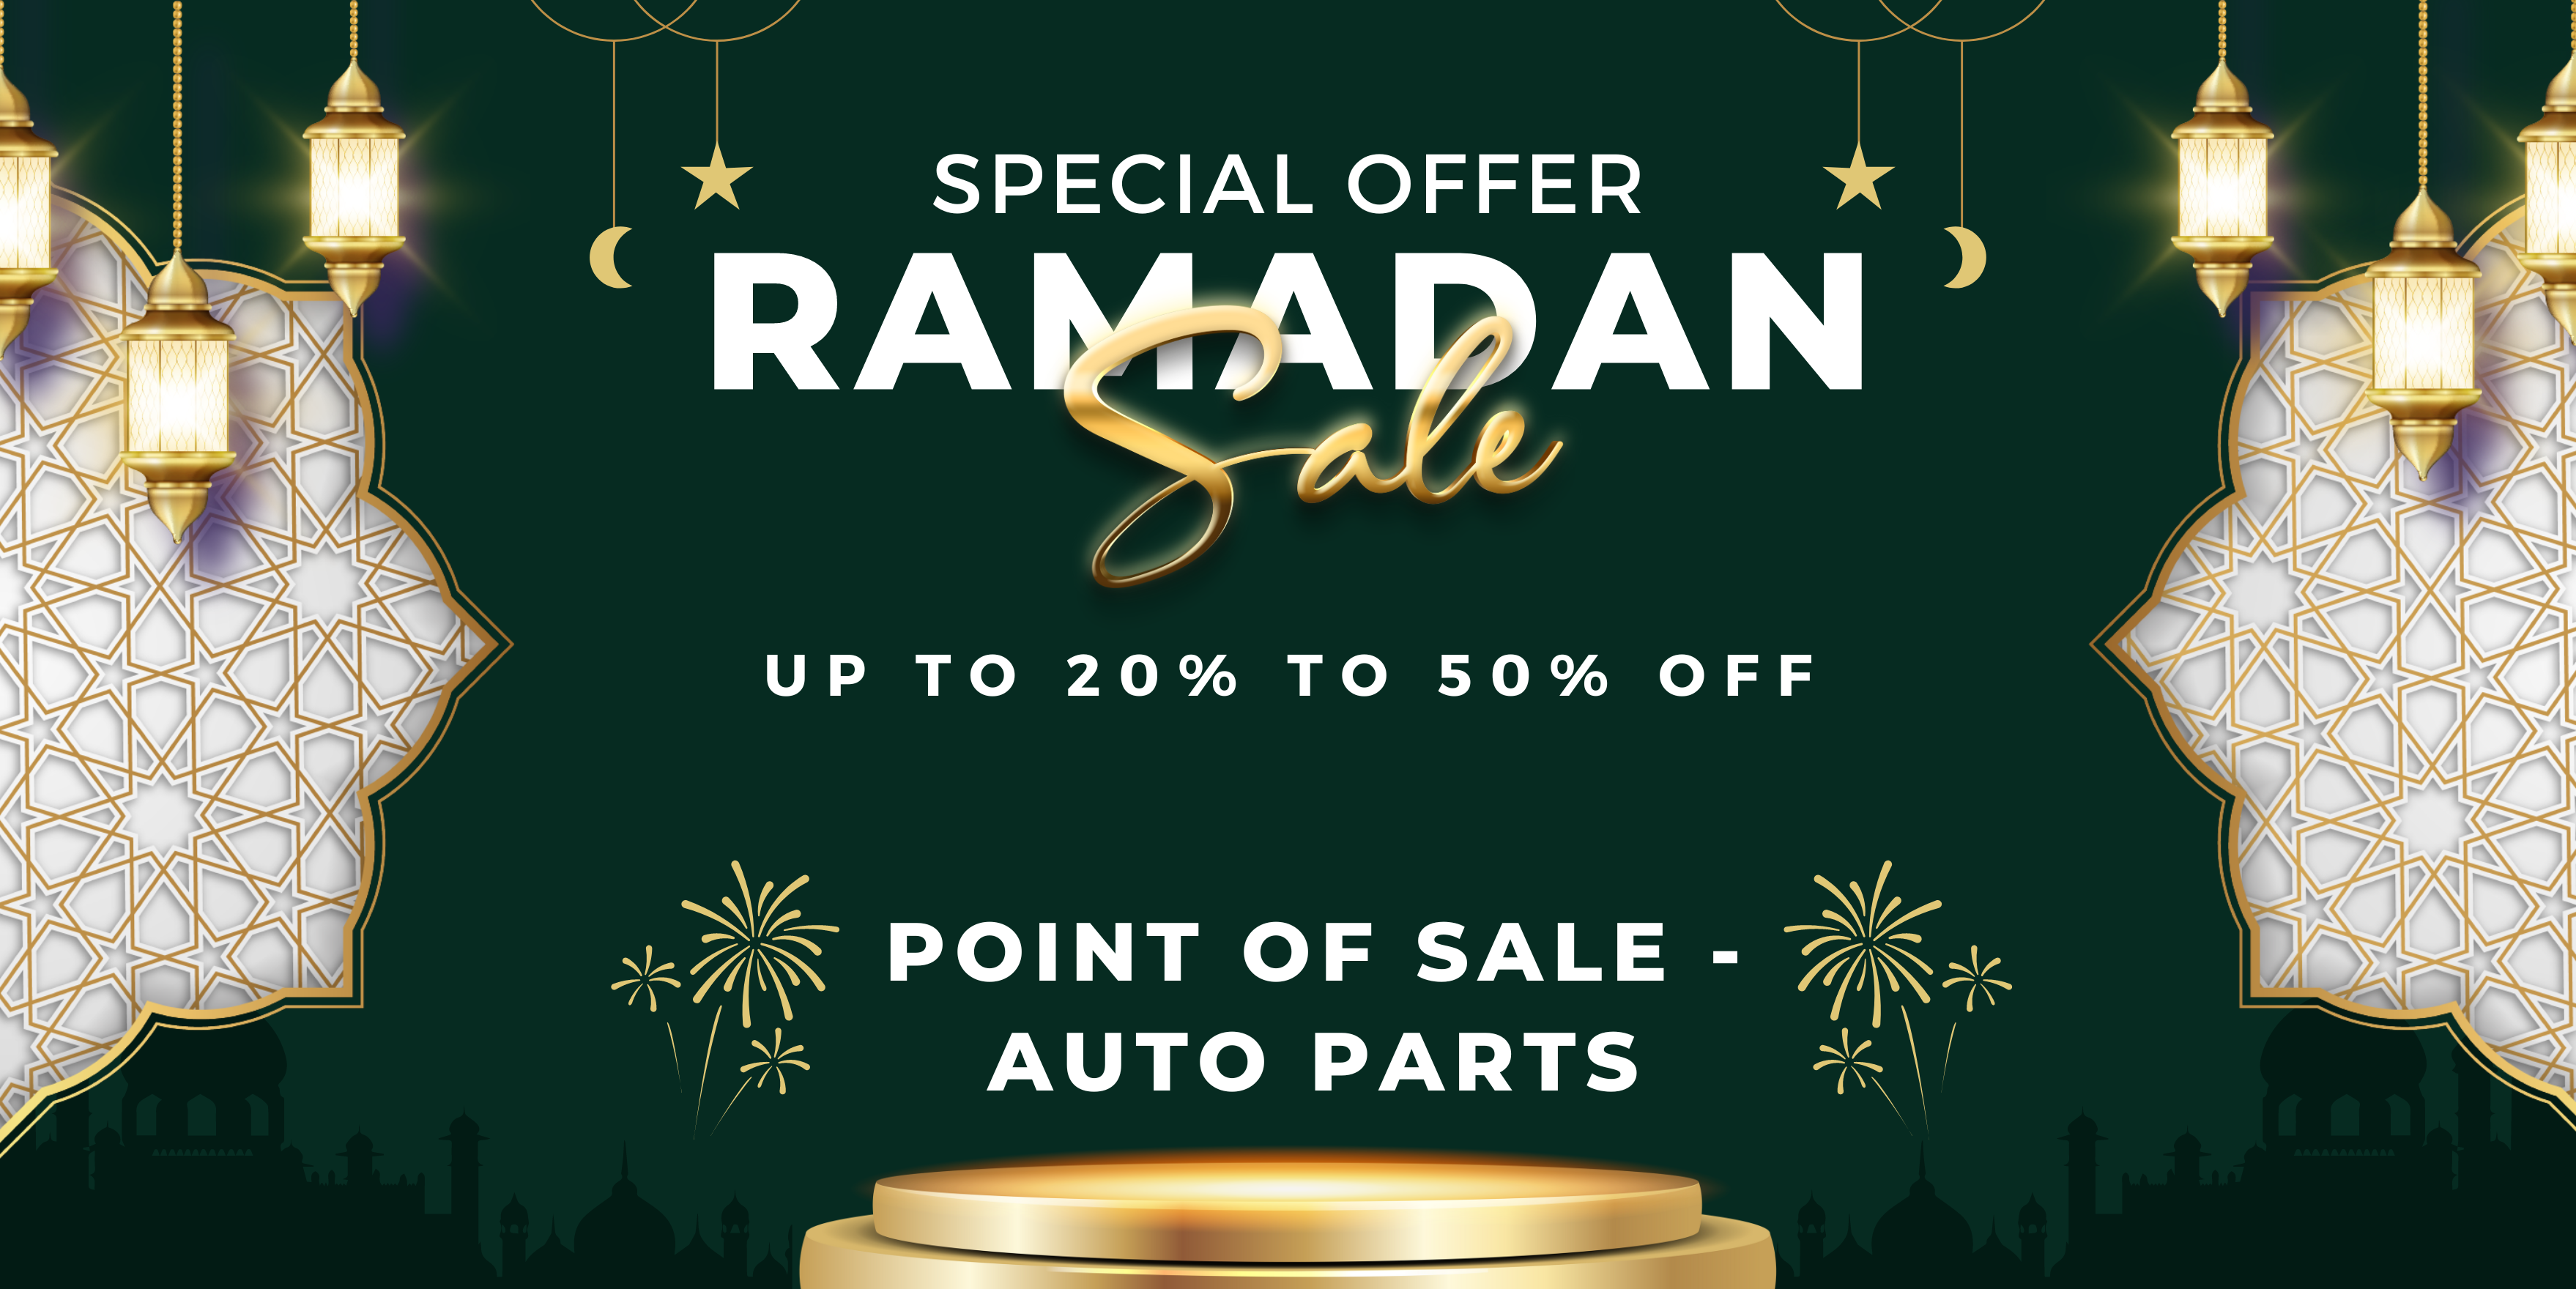 SPECIAL OFFER
RAMADAN
Sale
UP TO 20% TO 50% OFF
POINT OF SALE -
AUTO PARTS